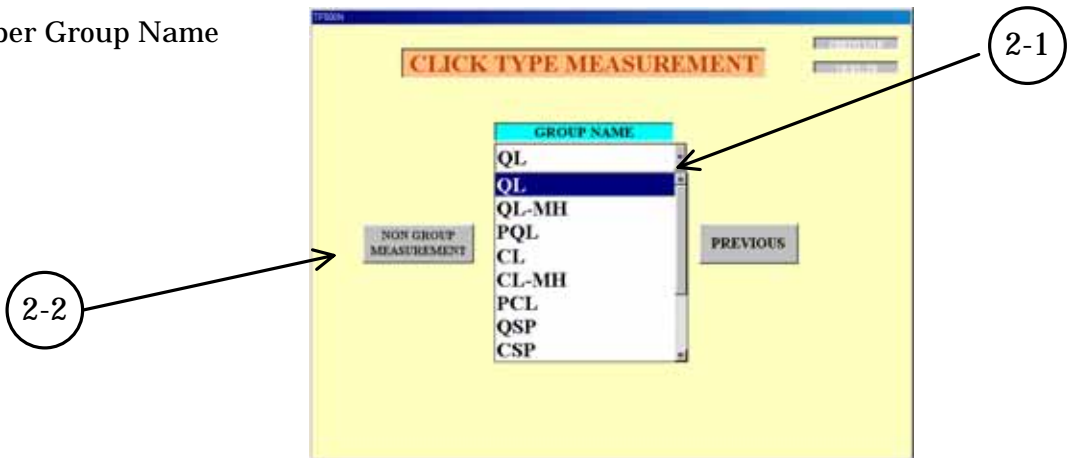 per Group Name
2-1
CLICK TYPE MEASUREMENT
GROUP NAME
QL
QL
QL-MH
PQL
CL
CL-MH
PCL
QSP
CSP
NON GROUP
MEASUREMENT
PREVIOUS
2-2